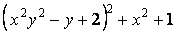 (x²y² − y + 2)² + x² + 1